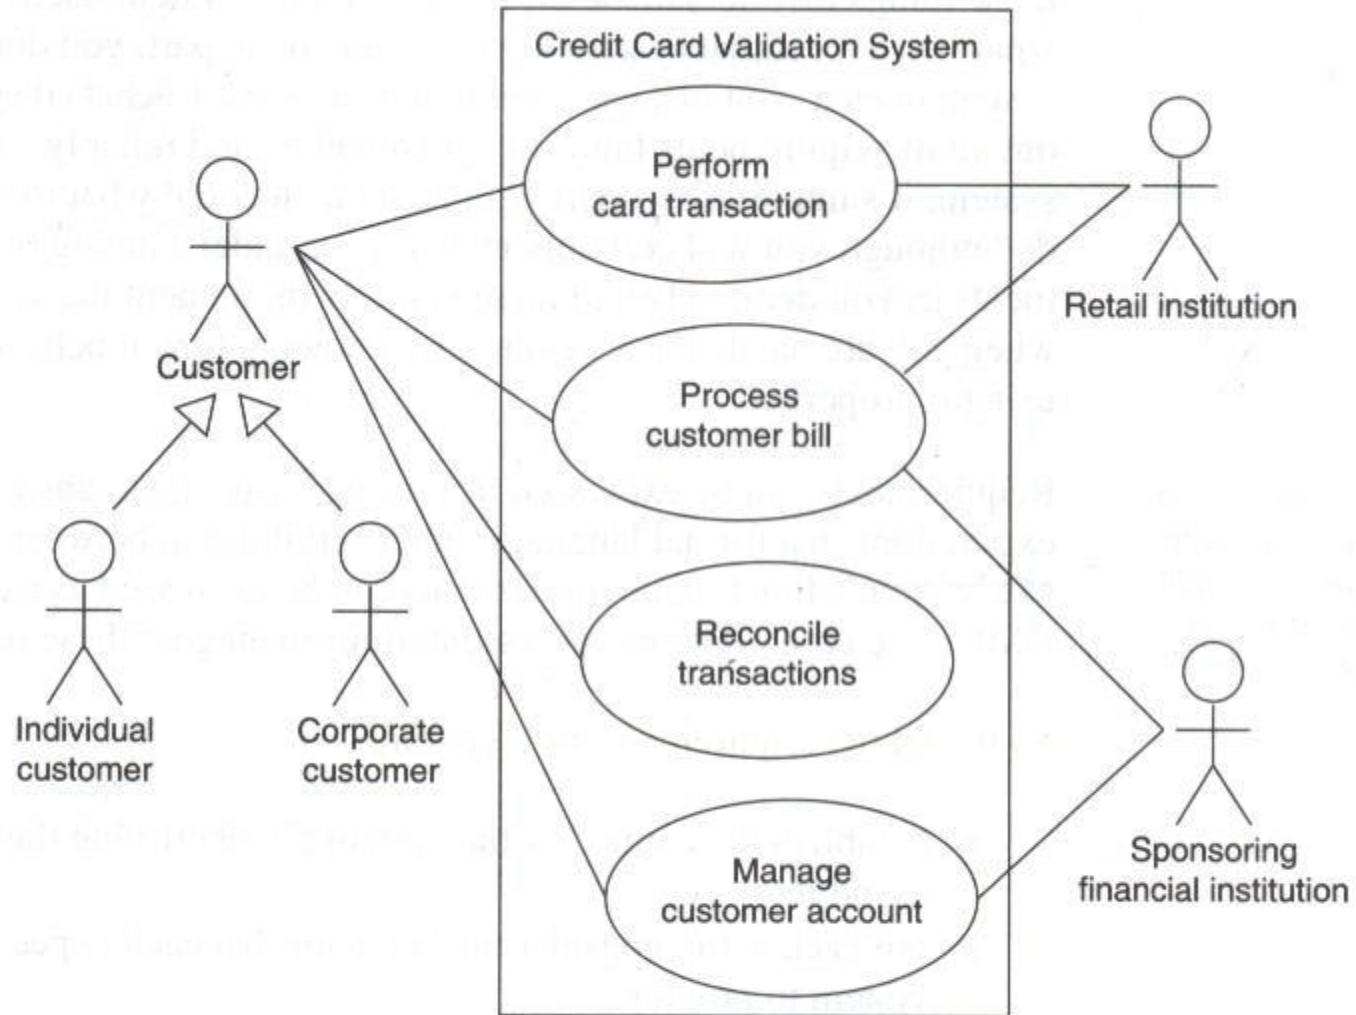 Credit Card Validation System
Perform
card transaction
Customer
Retail institution
Process
customer bill
Individual
customer
Corporate
customer
Reconcile
transactions
Sponsoring
financial institution
Manage
customer account